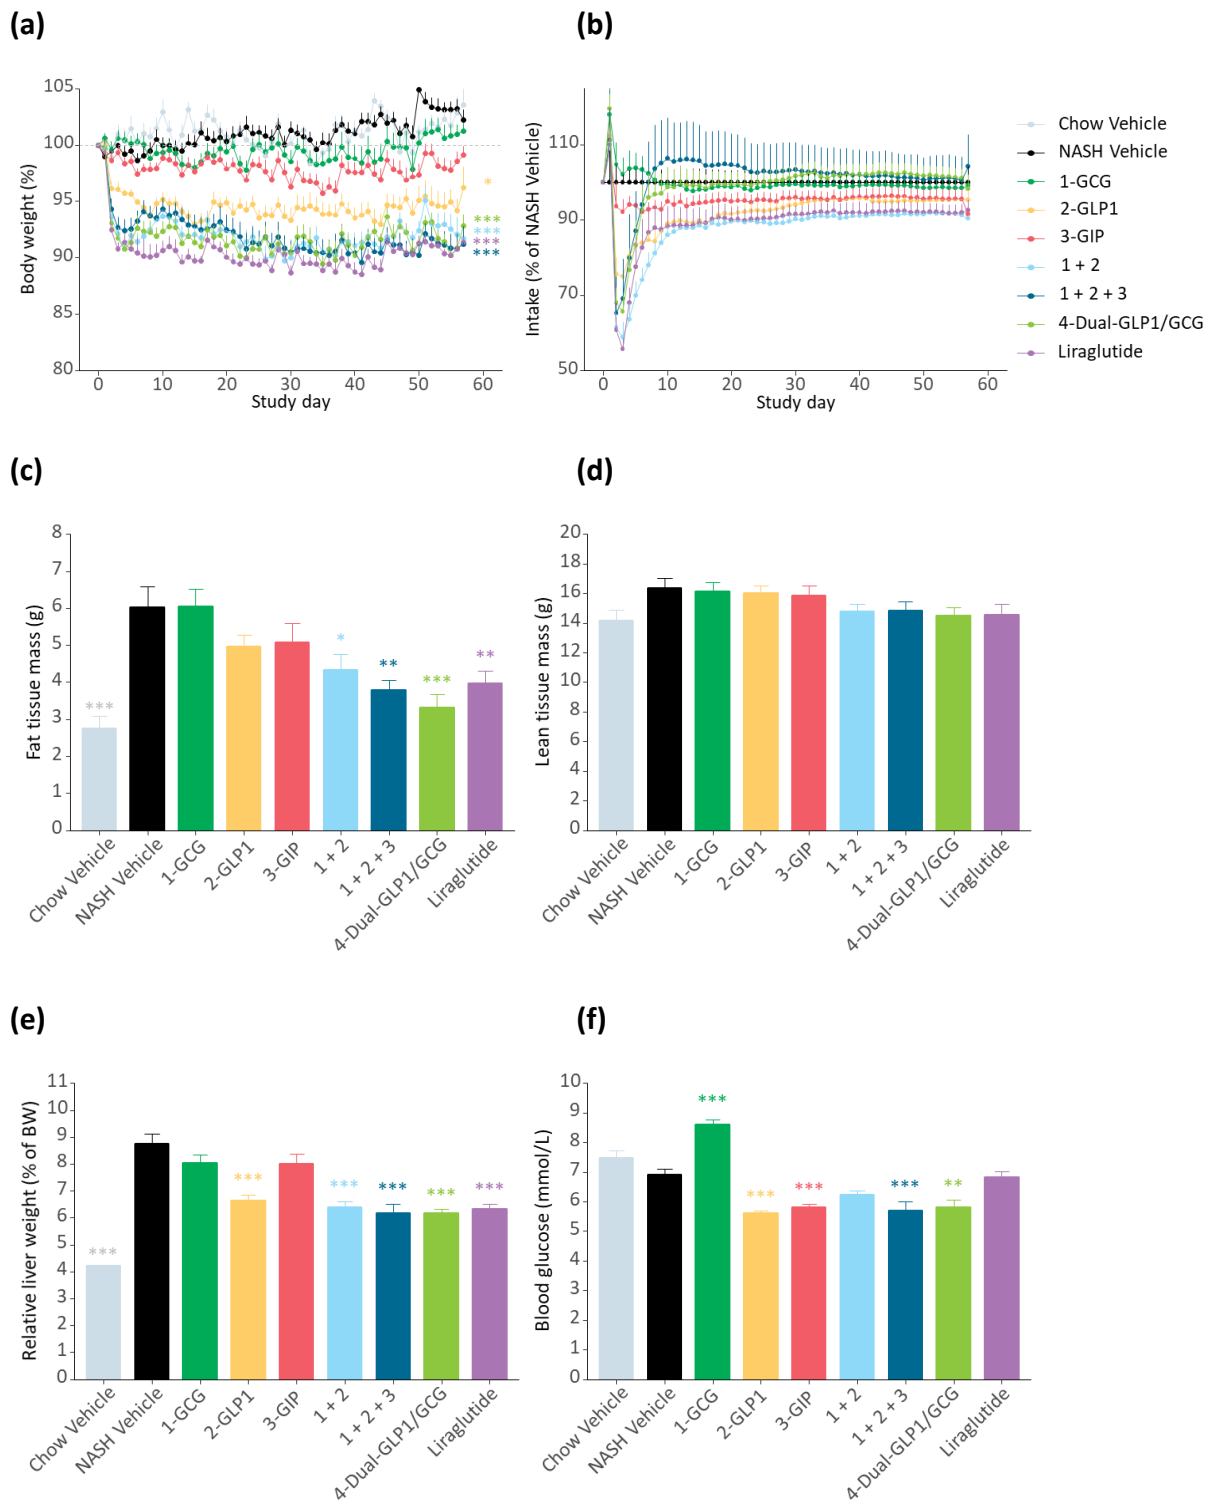 (a)
105
100
95
90
85
80
Body weight (%)
0 10 20 30 40 50 60
Study day
*
***
***
***
***
(b)
110
90
70
50
Intake (% of NASH Vehicle)
0 10 20 30 40 50 60
Study day
Chow Vehicle
NASH Vehicle
1-GCG
2-GLP1
3-GIP
1 + 2
1 + 2 + 3
4-Dual-GLP1/GCG
Liraglutide
(c)
8
7
6
5
4
3
2
1
0
Fat tissue mass (g)
*** * ** *** **
Chow Vehicle
NASH Vehicle
1-GCG
2-GLP1
3-GIP
1 + 2
1 + 2 + 3
4-Dual-GLP1/GCG
Liraglutide
(d)
20
18
16
14
12
10
8
6
4
2
0
Lean tissue mass (g)
Chow Vehicle
NASH Vehicle
1-GCG
2-GLP1
3-GIP
1 + 2
1 + 2 + 3
4-Dual-GLP1/GCG
Liraglutide
(e)
11
10
9
8
7
6
5
4
3
2
1
0
Relative liver weight (% of BW)
*** *** *** *** *** ***
Chow Vehicle
NASH Vehicle
1-GCG
2-GLP1
3-GIP
1 + 2
1 + 2 + 3
4-Dual-GLP1/GCG
Liraglutide
(f)
10
9
8
7
6
5
4
3
2
1
0
Blood glucose (mmol/L)
*** *** *** *** **
Chow Vehicle
NASH Vehicle
1-GCG
2-GLP1
3-GIP
1 + 2
1 + 2 + 3
4-Dual-GLP1/GCG
Liraglutide